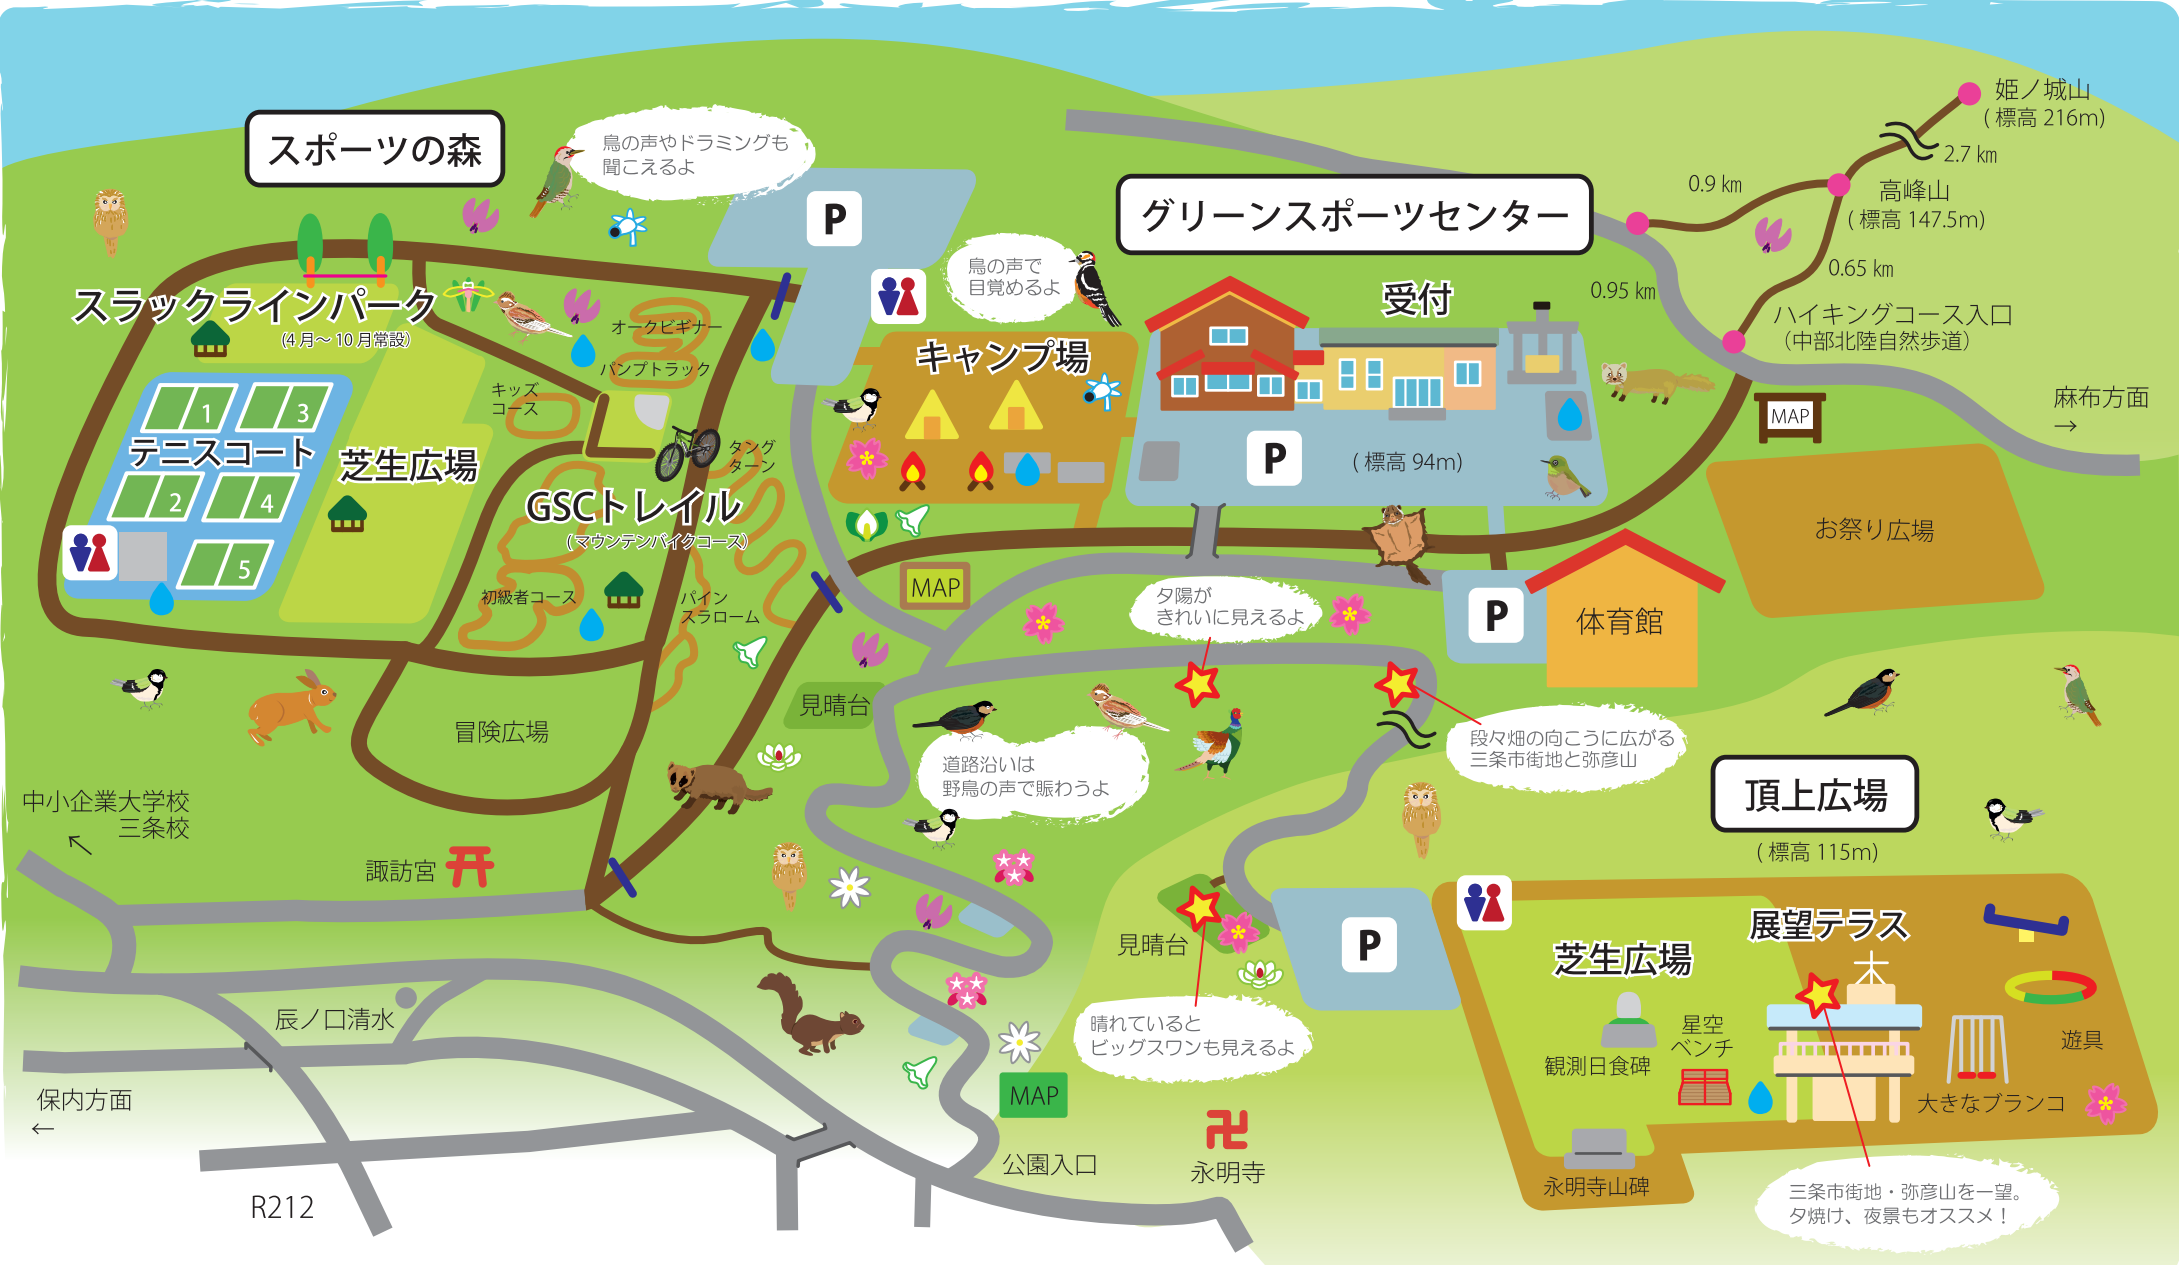 姫ノ城山
( 標高 216m)
2.7 km
0.9 km
高峰山
( 標高 147.5m)
0.65 km
0.95 km
ハイキングコース入口
（中部北陸自然歩道）
麻布方面
→
MAP
スポーツの森
鳥の声やドラミングも
聞こえるよ
P
グリーンスポーツセンター
鳥の声で
目覚めるよ
受付
キャンプ場
P
( 標高 94m)
スラックラインパーク
(4 月〜 10 月常設)
オークビギナー
パンプトラック
キッズ
コース
タング
ターン
1
3
テニスコート
2
4
5
芝生広場
GSCトレイル
( マウンテンバイクコース)
初級者コース
パイン
スラローム
MAP
お祭り広場
夕陽が
きれいに見えるよ
P
体育館
見晴台
冒険広場
道路沿いは
野鳥の声で賑わうよ
段々畑の向こうに広がる
三条市街地と弥彦山
頂上広場
( 標高 115m)
中小企業大学校
三条校
←
諏訪宮
見晴台
P
展望テラス
芝生広場
辰ノ口清水
晴れていると
ビッグスワンも見えるよ
星空
ベンチ
観測日食碑
遊具
大きなブランコ
保内方面
←
MAP
公園入口
卍
永明寺
永明寺山碑
三条市街地・弥彦山を一望。
夕焼け、夜景もオススメ！
R212